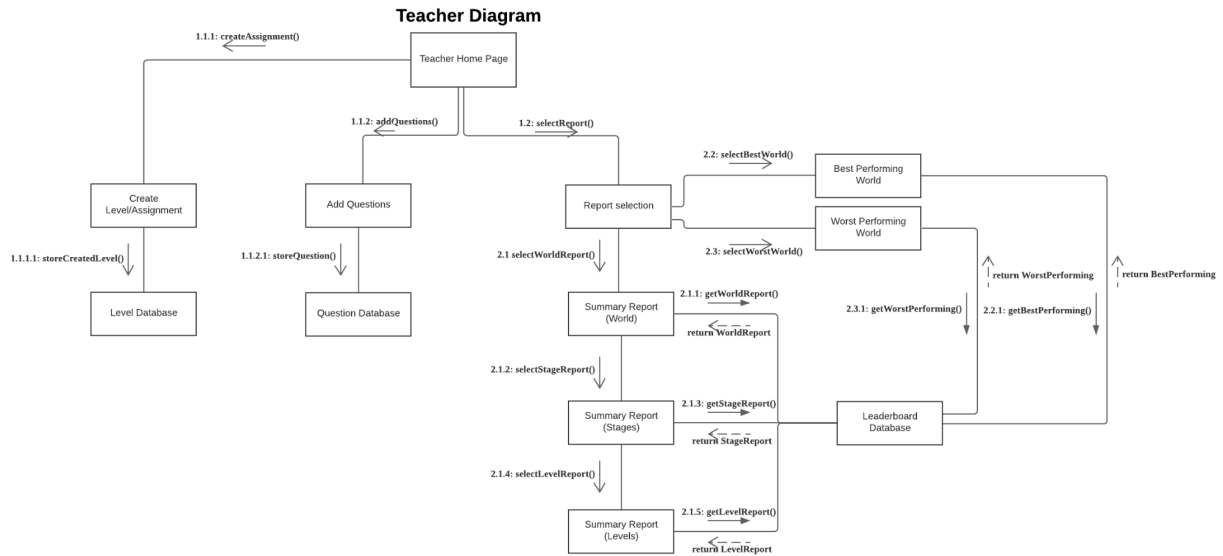 Teacher Diagram
1.1.1: createAssignment()
Teacher Home Page
1.1.2: addQuestions()
1.2: selectReport()
2.2: selectBestWorld()
Best Performing
World
Create
Level/Assignment
Add Questions
Report selection
Worst Performing
World
2.3: selectWorstWorld()
1.1.1.1: storeCreatedLevel()
1.1.2.1: storeQuestion()
2.1 selectWorldReport()
return WorstPerforming
return BestPerforming
2.1.1: getWorldReport()
Level Database
Question Database
Summary Report
(World)
2.3.1: getWorstPerforming()
2.2.1: getBestPerforming()
return WorldReport
2.1.2: selectStageReport()
2.1.3: getStageReport()
Summary Report
(Stages)
Leaderboard
Database
return StageReport
2.1.4: selectLevelReport()
2.1.5: getLevelReport()
Summary Report
(Levels)
return LevelReport